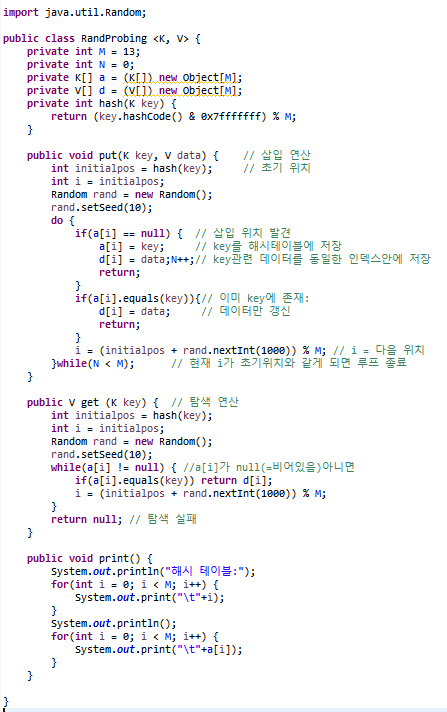 import java.util.Random;
public class RandProbing <K, V> {
private int M = 13;
private int N = 0;
private K[] a = (K[]) new Object[M];
private V[] d = (V[]) new Object[M];
private int hash(K key) {
return (key.hashCode() & 0x7fffffff) % M;
}
public void put(K key, V data) { // 삽입 연산
int initialpos = hash(key); // 초기 위치
int i = initialpos;
Random rand = new Random();
rand.setSeed(10);
do {
if(a[i] == null) { // 삽입 위치 발견
a[i] = key; // key를 해시테이블에 저장
d[i] = data;N++;// key관련 데이터를 동일한 인덱스안에 저장
return;
}
if(a[i].equals(key)){// 이미 key에 존재:
d[i] = data; // 데이터만 갱신
return;
}
i = (initialpos + rand.nextInt(1000)) % M; // i = 다음 위치
}while(N < M); // 현재 i가 초기위치와 같게 되면 루프 종료
}
public V get (K key) { // 탐색 연산
int initialpos = hash(key);
int i = initialpos;
Random rand = new Random();
rand.setSeed(10);
while(a[i] != null) { //a[i]가 null(=비어있음)아니면
if(a[i].equals(key)) return d[i];
i = (initialpos + rand.nextInt(1000)) % M;
}
return null; // 탐색 실패
}
public void print() {
System.out.println("해시 테이블:");
for(int i = 0; i < M; i++) {
System.out.print("\t"+i);
}
System.out.println();
for(int i = 0; i < M; i++) {
System.out.print("\t"+a[i]);
}
}
}